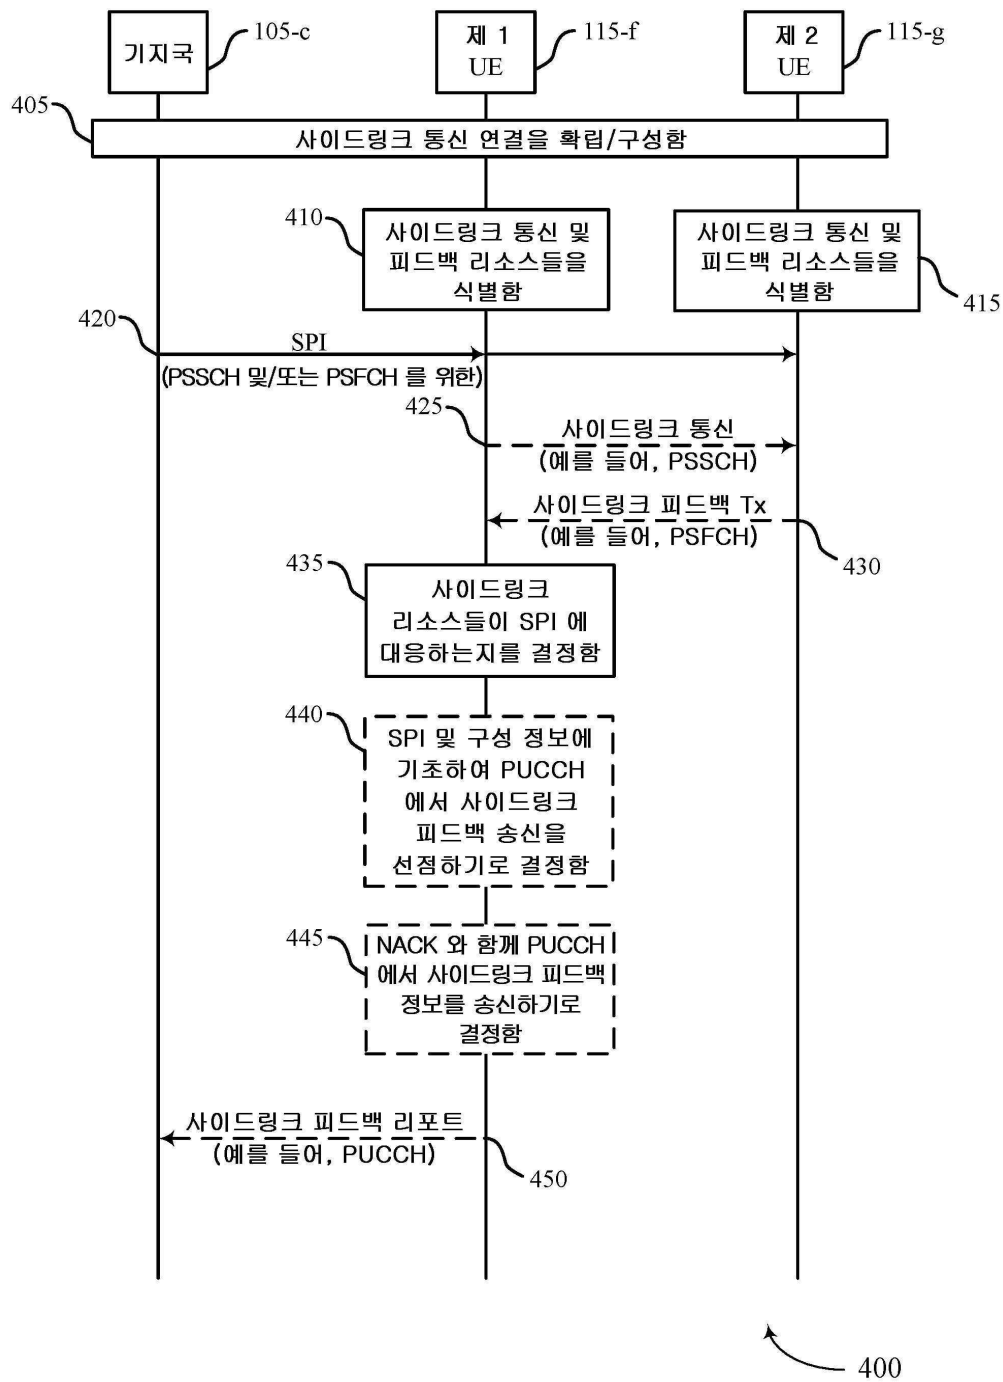 기지국
105-c
제 1
UE
115-f
제 2
UE
115-g
405
사이드링크 통신 연결을 확립/구성함
410
사이드링크 통신 및
피드백 리소스들을
식별함
사이드링크 통신 및
피드백 리소스들을
식별함
415
420
SPI
(PSSCH 및/또는 PSFCH 를 위한)
425
사이드링크 통신
(예를 들어, PSSCH)
사이드링크 피드백 Tx
(예를 들어, PSFCH)
430
435
사이드링크
리소스들이 SPI 에
대응하는지를 결정함
440
SPI 및 구성 정보에
기초하여 PUCCH
에서 사이드링크
피드백 송신을
선점하기로 결정함
445
NACK 와 함께 PUCCH
에서 사이드링크 피드백
정보를 송신하기로
결정함
사이드링크 피드백 리포트
(예를 들어, PUCCH)
450
400